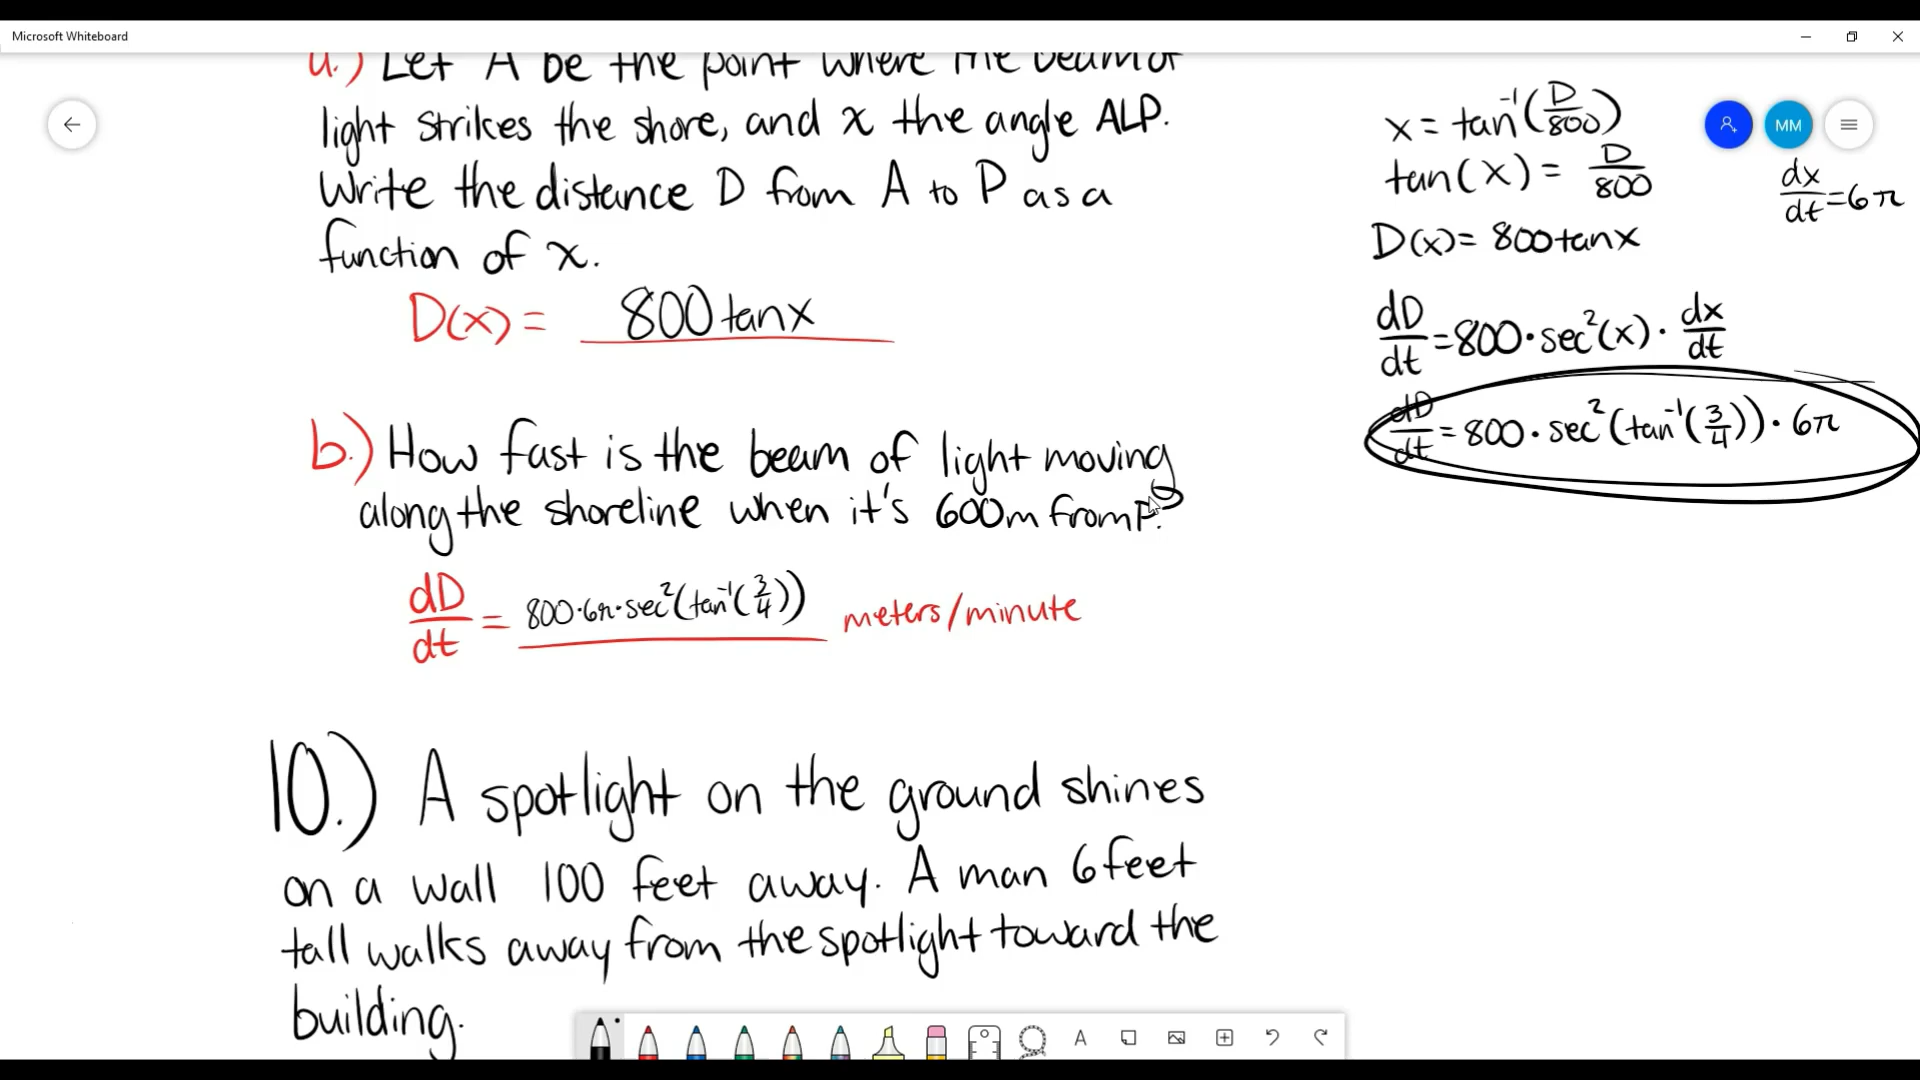 Microsoft Whiteboard
a.) Let A be the point where the beam of
light strikes the shore, and x the angle ALP.
Write the distance D from A to P as a
function of x.
D(x) = 800tanx
b.) How fast is the beam of light moving
along the shoreline when it's 600m from P?
dD/dt = 800·6π·sec²(tan⁻¹(3/4)) meters/minute
10.) A spotlight on the ground shines
on a wall 100 feet away. A man 6feet
tall walks away from the spotlight toward the
building.
x = tan⁻¹(D/800)
tan(x) = D/800
D(x) = 800tanx
dD/dt = 800·sec²(x)·dx/dt
dD/dt = 800·sec²(tan⁻¹(3/4))·6π
MM
dx/dt = 6π
A